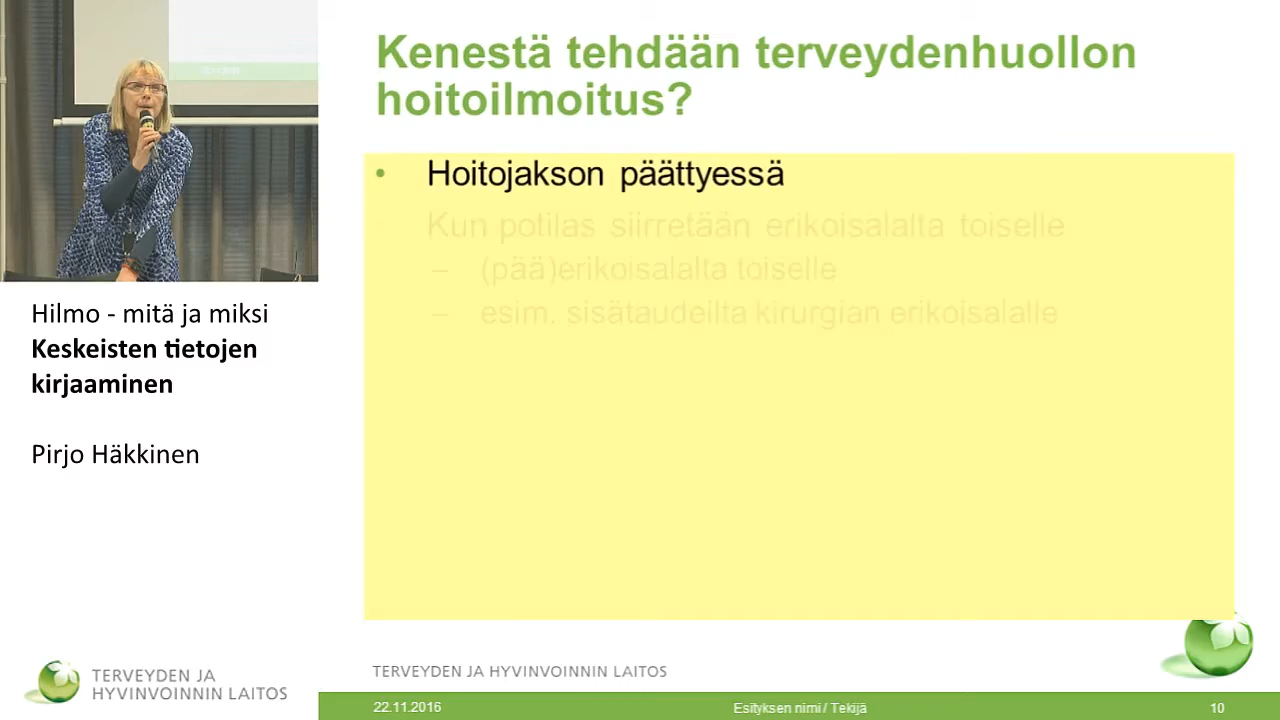 Kenestä tehdään terveydenhuollon
hoitoilmoitus?
• Hoitojakson päättyessä
Kun potilas siirretään erikoisalalta toiselle
– (pää)erikoisalalta toiselle
– esim. sisätaudeilta kirurgian erikoisalalle
Hilmo - mitä ja miksi
Keskeisten tietojen
kirjaaminen
Pirjo Häkkinen
TERVEYDEN JA
HYVINVOINNIN LAITOS
TERVEYDEN JA HYVINVOINNIN LAITOS
22.11.2016
Esityksen nimi / Tekijä
10